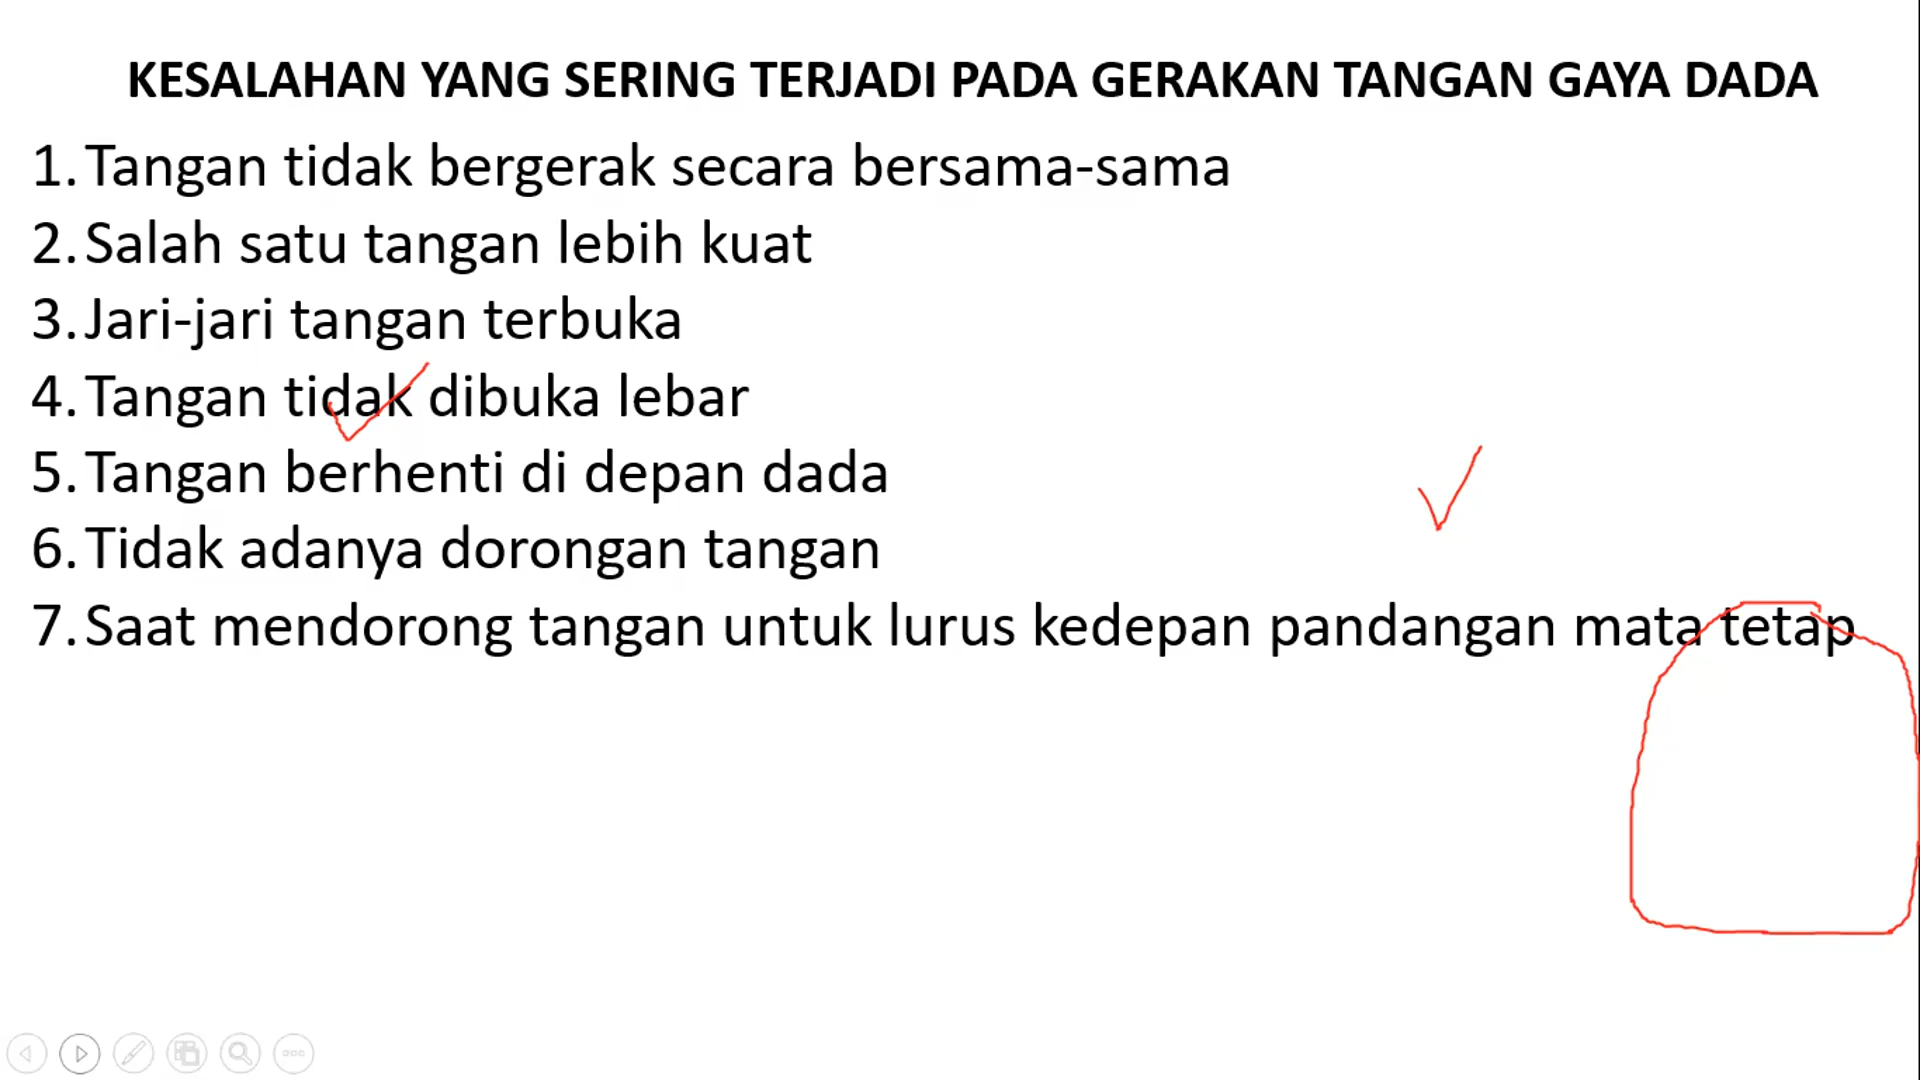 KESALAHAN YANG SERING TERJADI PADA GERAKAN TANGAN GAYA DADA
1. Tangan tidak bergerak secara bersama-sama
2. Salah satu tangan lebih kuat
3. Jari-jari tangan terbuka
4. Tangan tidak dibuka lebar
5. Tangan berhenti di depan dada
6. Tidak adanya dorongan tangan
7. Saat mendorong tangan untuk lurus kedepan pandangan mata tetap